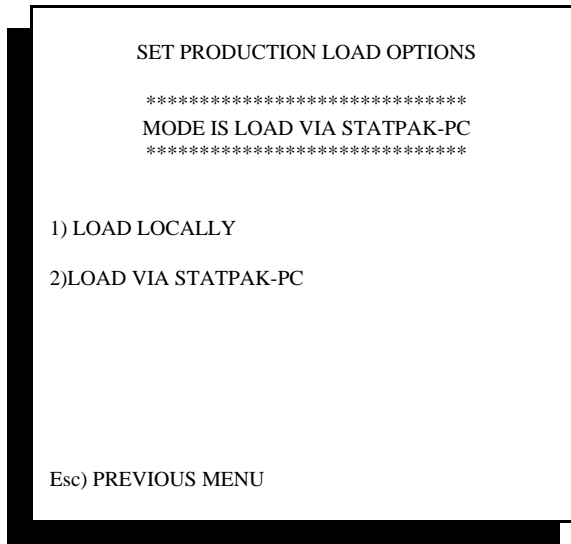 SET PRODUCTION LOAD OPTIONS
******************************
MODE IS LOAD VIA STATPAK-PC
******************************
1) LOAD LOCALLY
2)LOAD VIA STATPAK-PC
Esc) PREVIOUS MENU